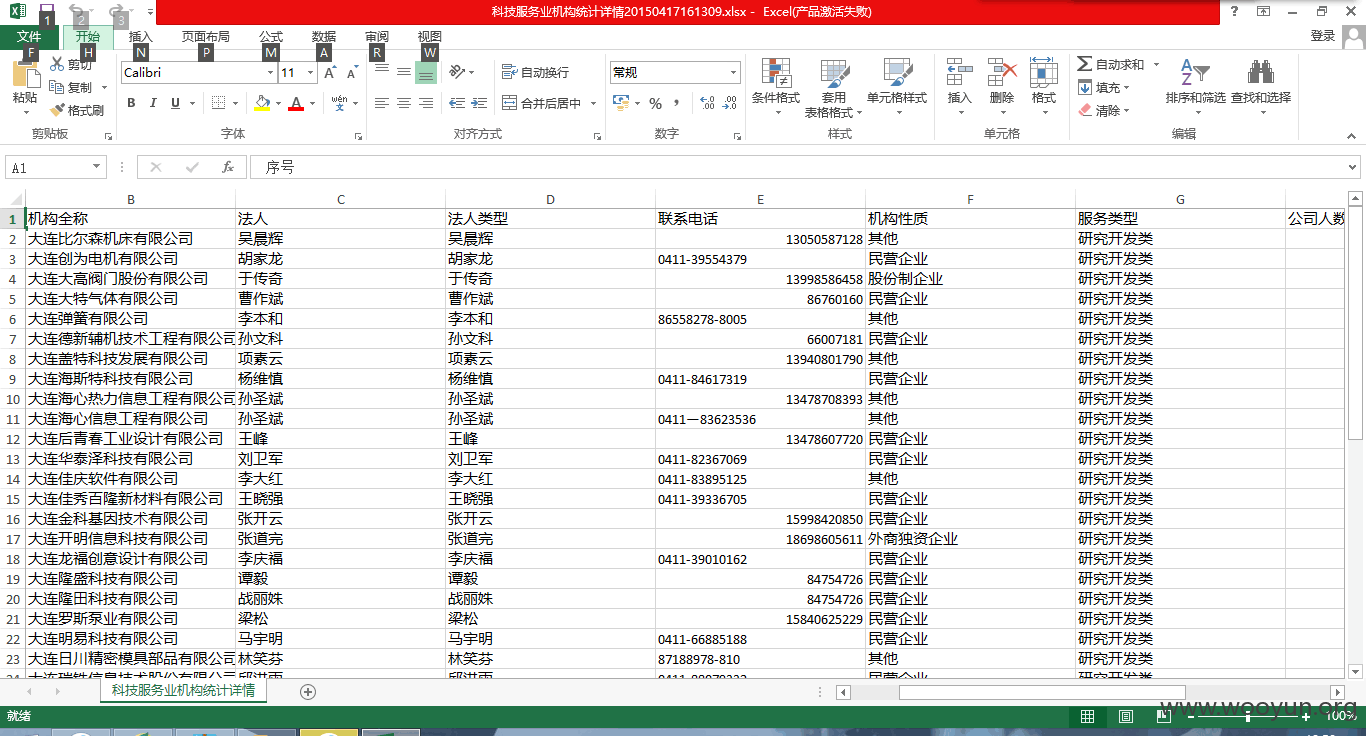 科技服务业机构统计详情20150417161309.xlsx - Excel(产品激活失败)
1 2 3
文件 开始 插入 页面布局 公式 数据 审阅 视图 登录
F H N P M A R W
粘贴 剪切 复制 格式刷 剪贴板
Calibri 11 B I U A A A wén 字体
自动换行 合并后居中 对齐方式
常规 % , 数字
条件格式 套用表格格式 单元格样式 样式
插入 删除 格式 单元格
自动求和 填充 清除 排序和筛选 查找和选择 编辑
A1 fx 序号
B C D E F G
1 机构全称 法人 法人类型 联系电话 机构性质 服务类型 公司人数
2 大连比尔森机床有限公司 吴晨辉 吴晨辉 13050587128 其他 研究开发类
3 大连创为电机有限公司 胡家龙 胡家龙 0411-39554379 民营企业 研究开发类
4 大连大高阀门股份有限公司 于传奇 于传奇 13998586458 股份制企业 研究开发类
5 大连大特气体有限公司 曹作斌 曹作斌 86760160 民营企业 研究开发类
6 大连弹簧有限公司 李本和 李本和 86558278-8005 其他 研究开发类
7 大连德新辅机技术工程有限公司 孙文科 孙文科 66007181 民营企业 研究开发类
8 大连盖特科技发展有限公司 项素云 项素云 13940801790 其他 研究开发类
9 大连海斯特科技有限公司 杨维慎 杨维慎 0411-84617319 民营企业 研究开发类
10 大连海心热力信息工程有限公司 孙圣斌 孙圣斌 13478708393 其他 研究开发类
11 大连海心信息工程有限公司 孙圣斌 孙圣斌 0411一83623536 其他 研究开发类
12 大连后青春工业设计有限公司 王峰 王峰 13478607720 民营企业 研究开发类
13 大连华泰泽科技有限公司 刘卫军 刘卫军 0411-82367069 民营企业 研究开发类
14 大连佳庆软件有限公司 李大红 李大红 0411-83895125 其他 研究开发类
15 大连佳秀百隆新材料有限公司 王晓强 王晓强 0411-39336705 民营企业 研究开发类
16 大连金科基因技术有限公司 张开云 张开云 15998420850 民营企业 研究开发类
17 大连开明信息科技有限公司 张道完 张道完 18698605611 外商独资企业 研究开发类
18 大连龙福创意设计有限公司 李庆福 李庆福 0411-39010162 民营企业 研究开发类
19 大连隆盛科技有限公司 谭毅 谭毅 84754726 民营企业 研究开发类
20 大连隆田科技有限公司 战丽姝 战丽姝 84754726 民营企业 研究开发类
21 大连罗斯泵业有限公司 梁松 梁松 15840625229 民营企业 研究开发类
22 大连明易科技有限公司 马宇明 马宇明 0411-66885188 民营企业 研究开发类
23 大连日川精密模具部品有限公司 林笑芬 林笑芬 87188978-810 其他 研究开发类
科技服务业机构统计详情
就绪 100%
www.wooyun.org